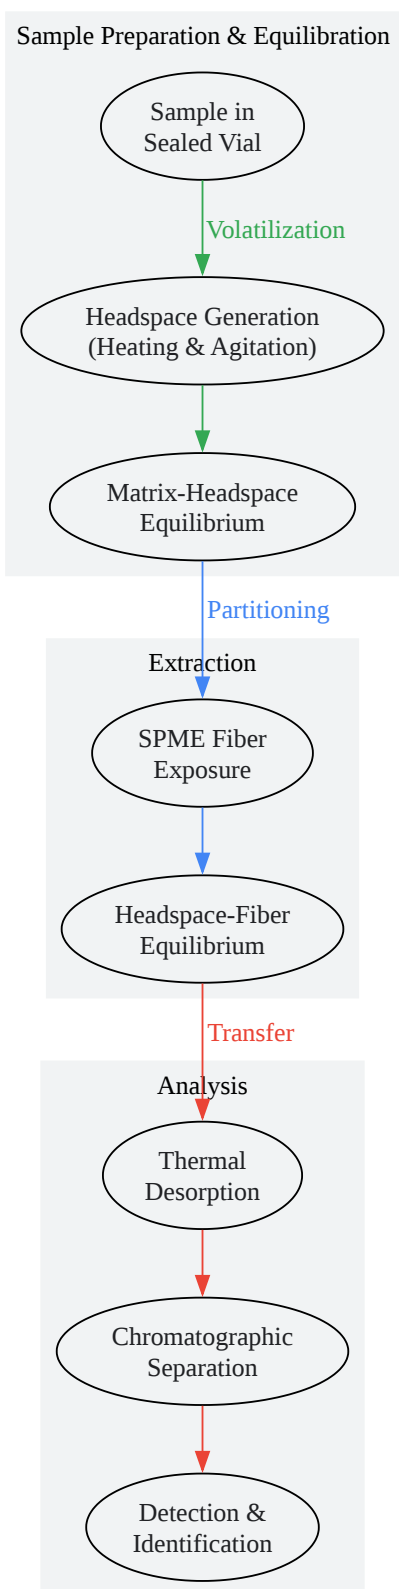 Sample Preparation & Equilibration
Sample in
Sealed Vial
Volatilization
Headspace Generation
(Heating & Agitation)
Matrix-Headspace
Equilibrium
Partitioning
Extraction
SPME Fiber
Exposure
Headspace-Fiber
Equilibrium
Transfer
Analysis
Thermal
Desorption
Chromatographic
Separation
Detection &
Identification